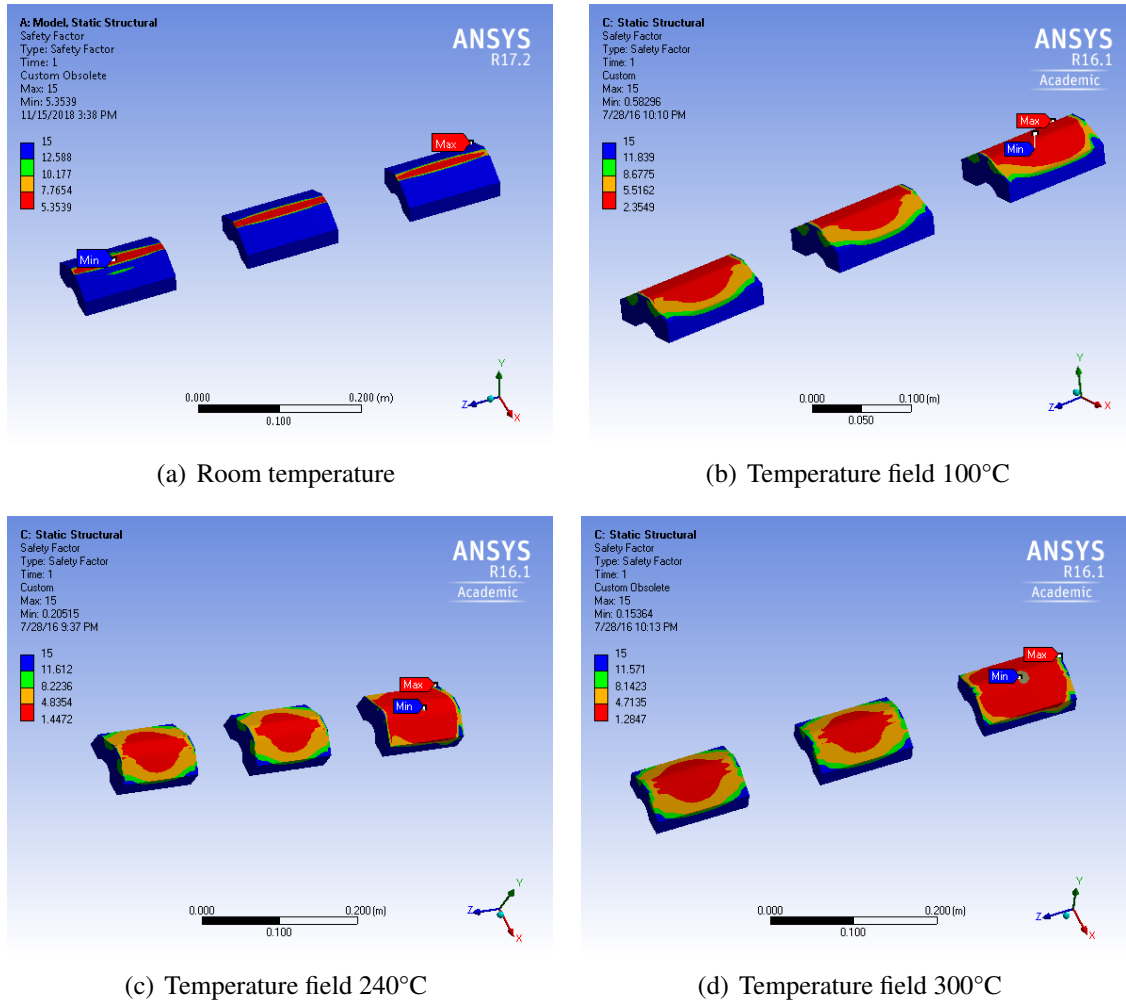 A: Model, Static Structural
Safety Factor
Type: Safety Factor
Time: 1
Custom Obsolete
Max: 15
Min: 5.3539
11/15/2018 3:38 PM
ANSYS
R17.2
15
12.588
10.177
7.7654
5.3539
Max
Min
0.000
0.200 (m)
0.100
Y
Z
X
(a) Room temperature
C: Static Structural
Safety Factor
Type: Safety Factor
Time: 1
Custom
Max: 15
Min: 0.58296
7/28/16 10:10 PM
ANSYS
R16.1
Academic
15
11.839
8.6775
5.5162
2.3549
Max
Min
0.000
0.100 (m)
0.050
Y
Z
X
(b) Temperature field 100°C
C: Static Structural
Safety Factor
Type: Safety Factor
Time: 1
Custom
Max: 15
Min: 0.20515
7/28/16 9:37 PM
ANSYS
R16.1
Academic
15
11.612
8.2236
4.8354
1.4472
Max
Min
0.000
0.200 (m)
0.100
Y
Z
X
(c) Temperature field 240°C
C: Static Structural
Safety Factor
Type: Safety Factor
Time: 1
Custom Obsolete
Max: 15
Min: 0.15364
7/28/16 10:13 PM
ANSYS
R16.1
Academic
15
11.571
8.1423
4.7135
1.2847
Max
Min
0.000
0.200 (m)
0.100
Y
Z
X
(d) Temperature field 300°C